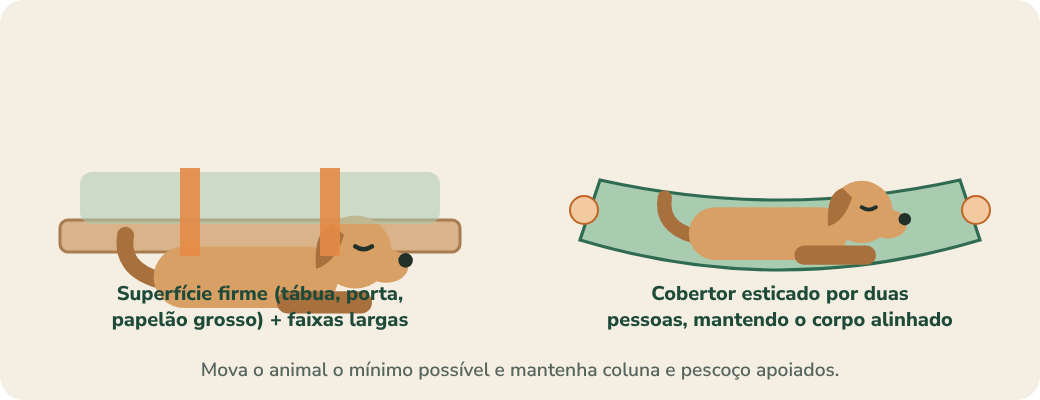 Superfície firme (tábua, porta,
papelão grosso) + faixas largas
Cobertor esticado por duas
pessoas, mantendo o corpo alinhado
Mova o animal o mínimo possível e mantenha coluna e pescoço apoiados.